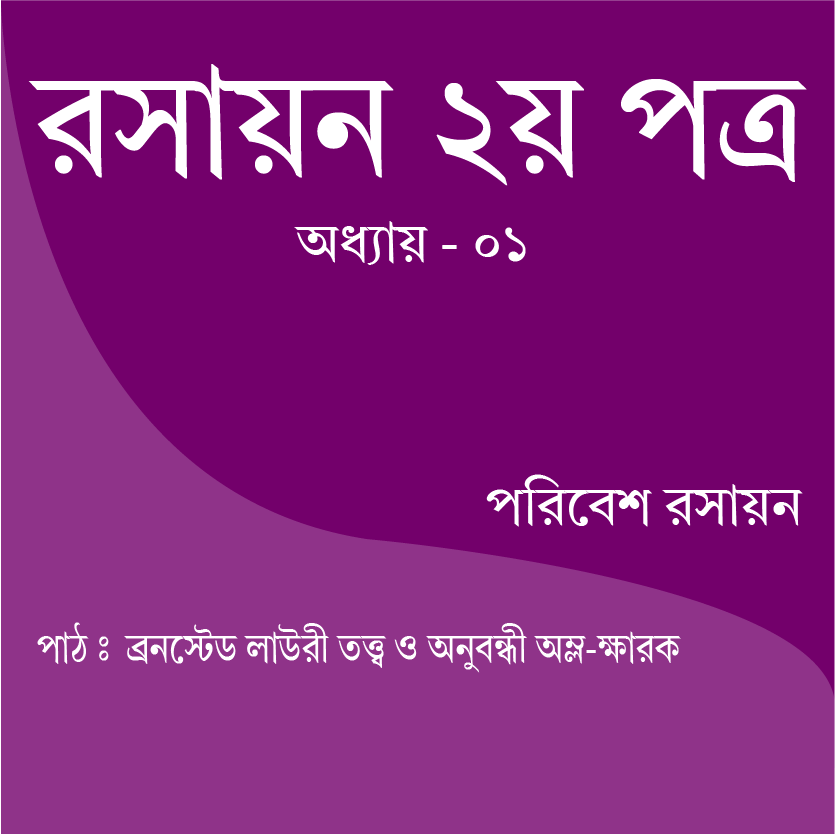 রসায়ন ২য় পত্র
অধ্যায় - ০১
পরিবেশ রসায়ন
পাঠ ঃ ব্রনস্টেড লাউরী তত্ত্ব ও অনুবন্ধী অম্ল-ক্ষারক